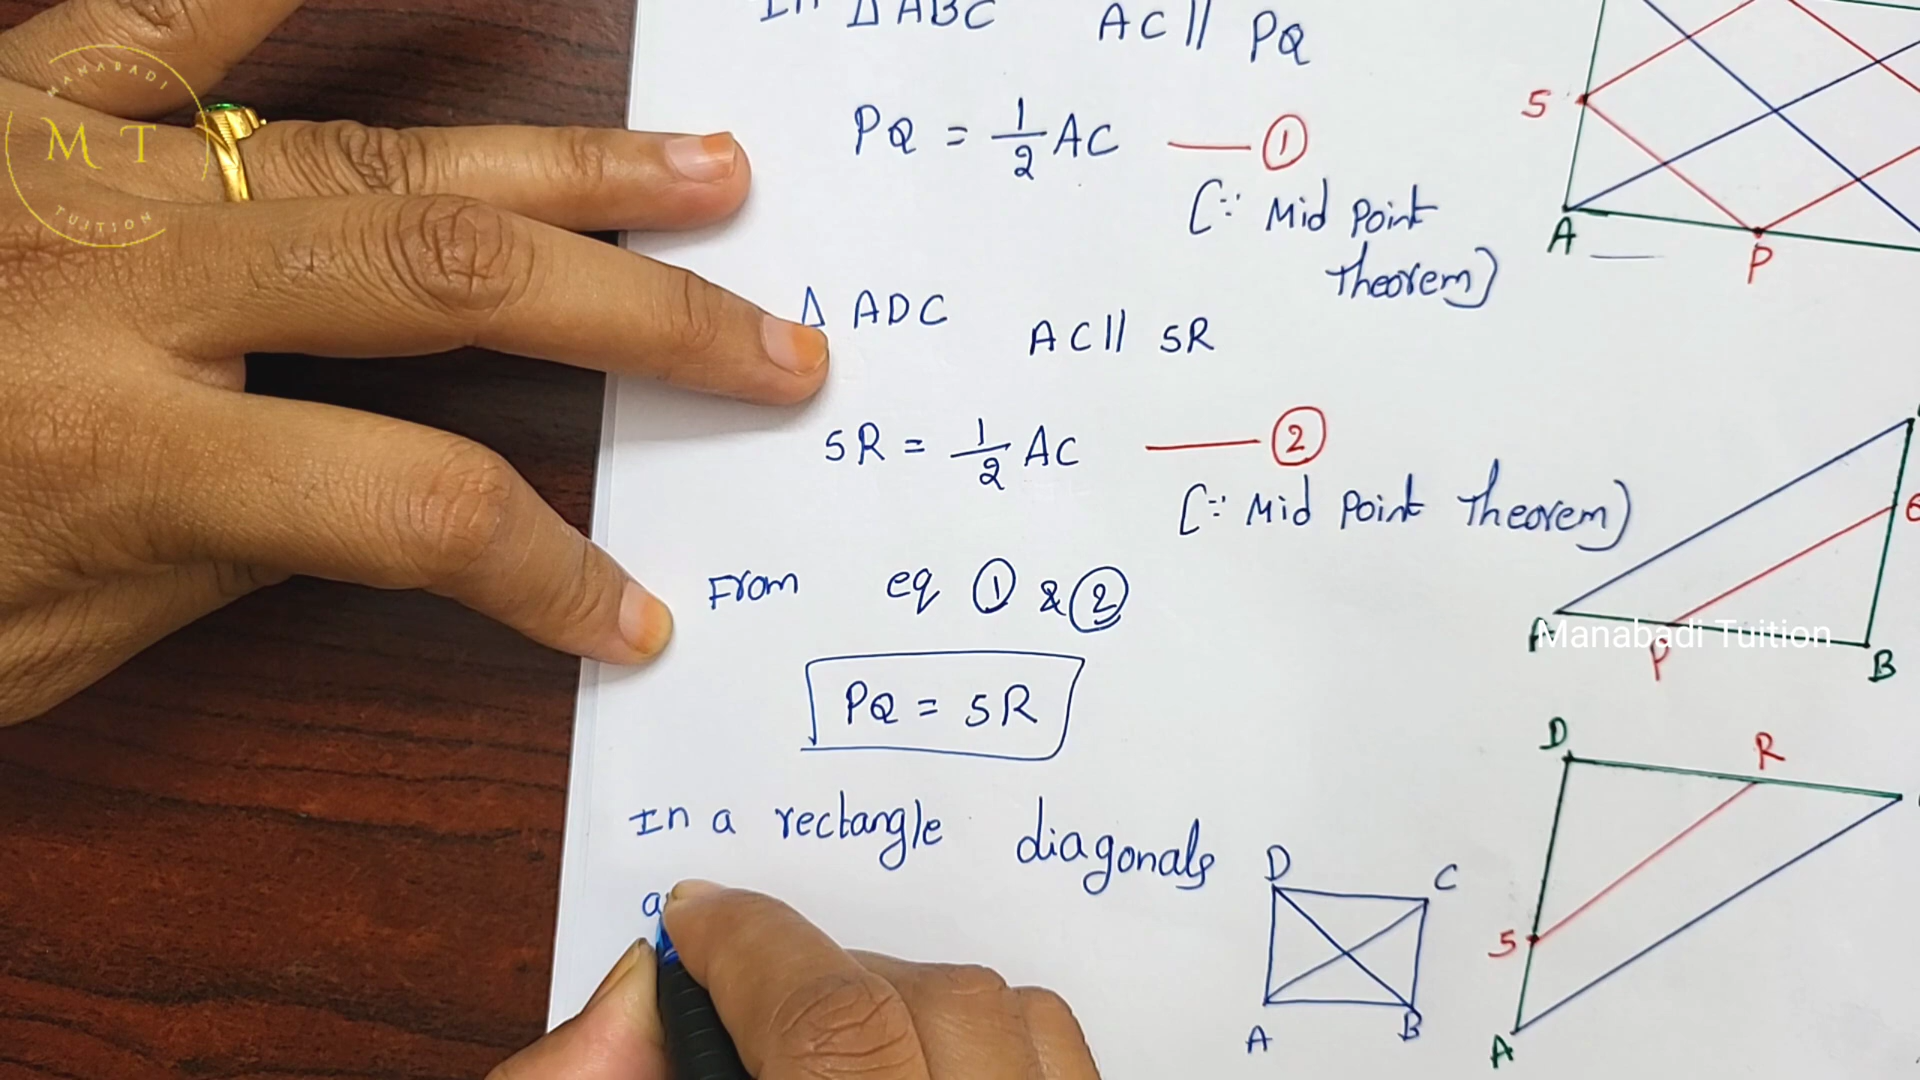 In Δ ABC AC || PQ
PQ = 1/2 AC —— ①
(∵ Mid Point
theorem)
Δ ADC AC || SR
SR = 1/2 AC —— ②
(∵ Mid Point theorem)
From eq ① & ②
PQ = SR
In a rectangle diagonals
S
A
P
A
P
B
D
R
S
A
D
C
A
B
MANABADI
M T
TUITION
Manabadi Tuition